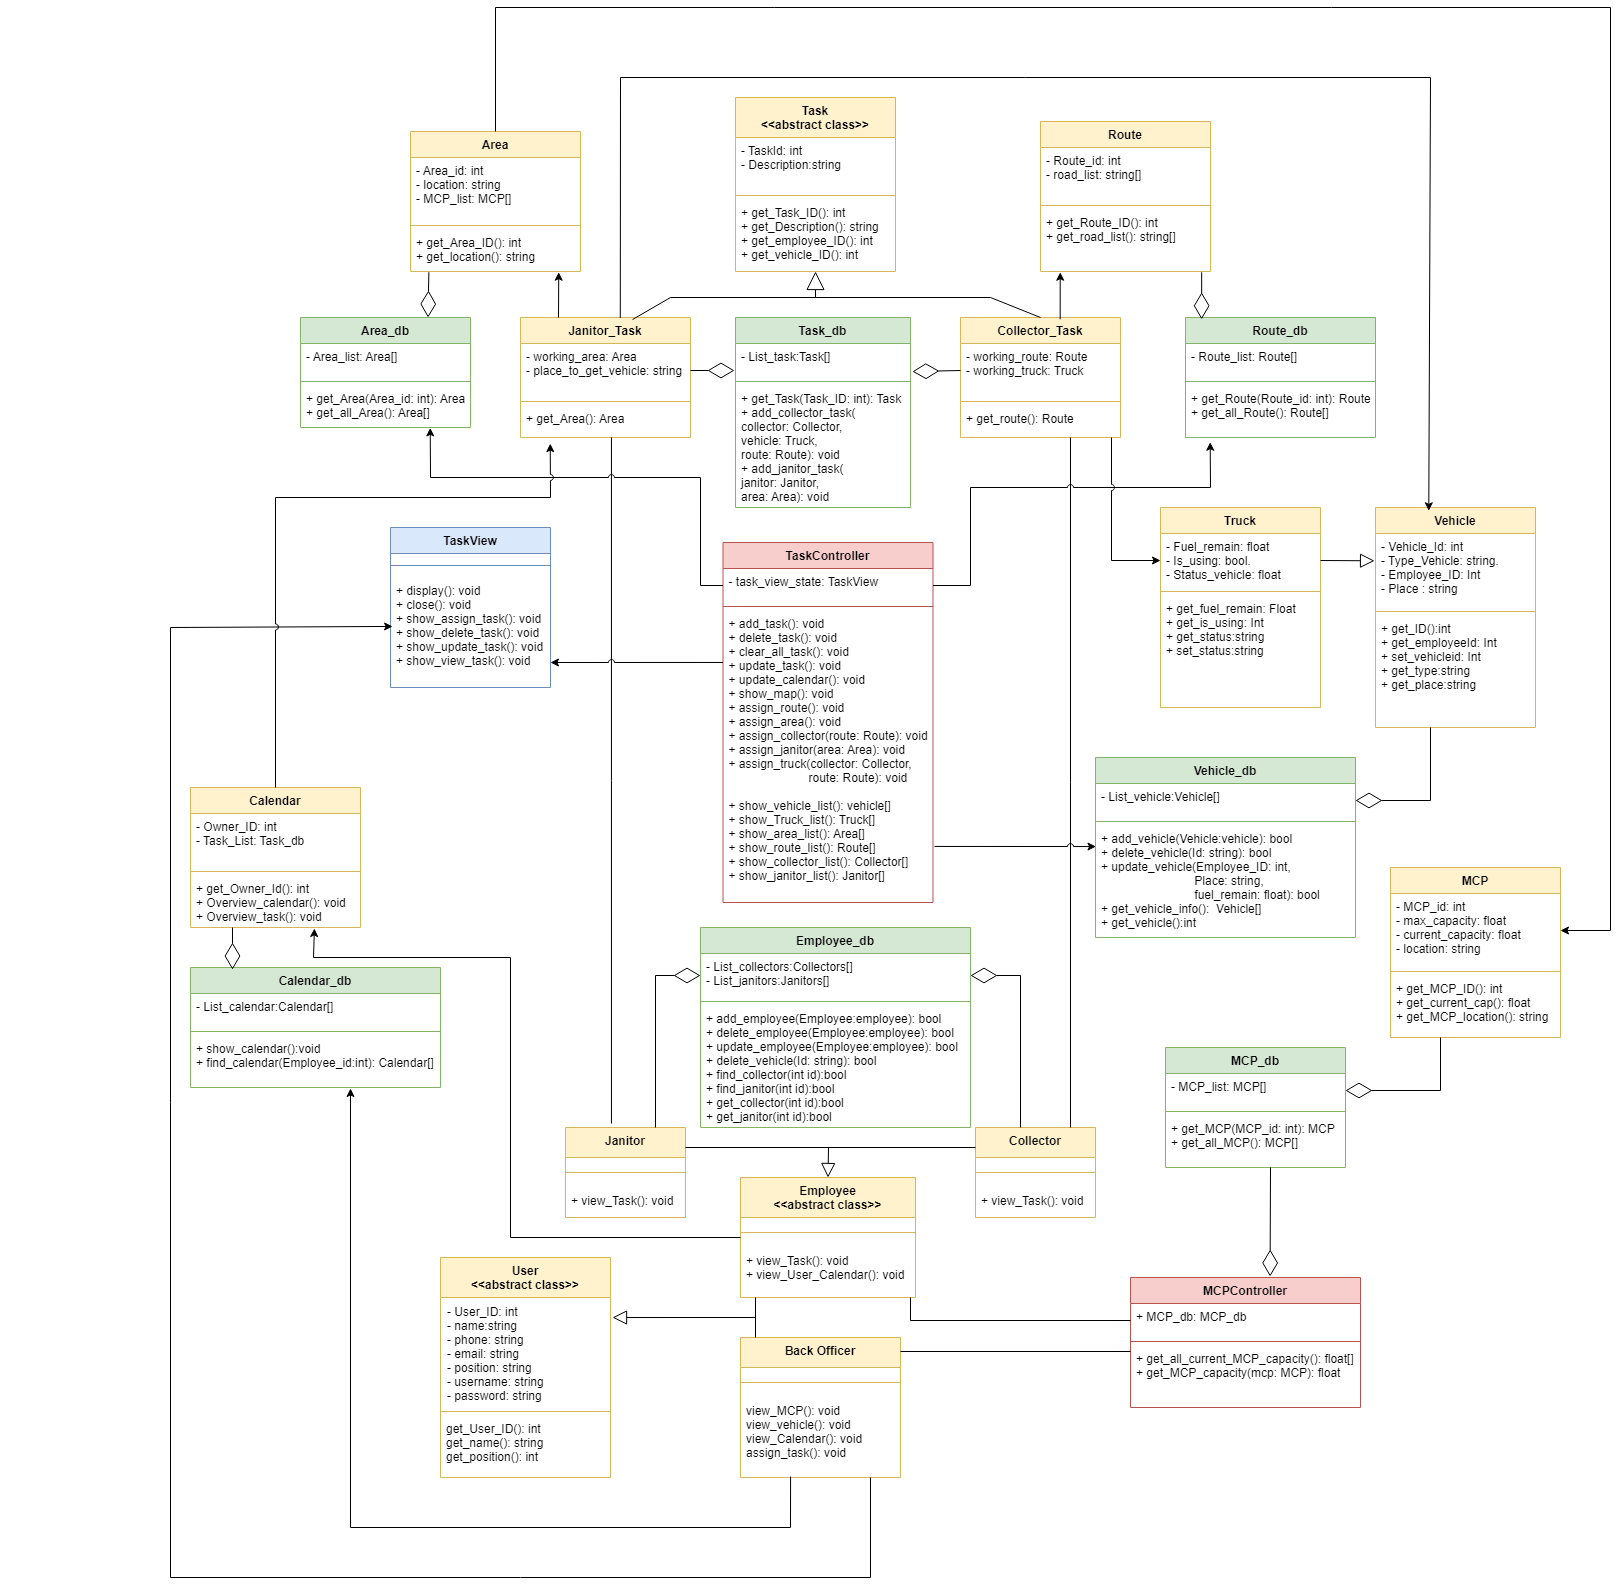 Task
<<abstract class>>
- TaskId: int
- Description:string
+ get_Task_ID(): int
+ get_Description(): string
+ get_employee_ID(): int
+ get_vehicle_ID(): int
Route
- Route_id: int
- road_list: string[]
+ get_Route_ID(): int
+ get_road_list(): string[]
Area
- Area_id: int
- location: string
- MCP_list: MCP[]
+ get_Area_ID(): int
+ get_location(): string
Area_db
- Area_list: Area[]
+ get_Area(Area_id: int): Area
+ get_all_Area(): Area[]
Janitor_Task
- working_area: Area
- place_to_get_vehicle: string
+ get_Area(): Area
Task_db
- List_task:Task[]
+ get_Task(Task_ID: int): Task
+ add_collector_task(
collector: Collector,
vehicle: Truck,
route: Route): void
+ add_janitor_task(
janitor: Janitor,
area: Area): void
Collector_Task
- working_route: Route
- working_truck: Truck
+ get_route(): Route
Route_db
- Route_list: Route[]
+ get_Route(Route_id: int): Route
+ get_all_Route(): Route[]
TaskView
+ display(): void
+ close(): void
+ show_assign_task(): void
+ show_delete_task(): void
+ show_update_task(): void
+ show_view_task(): void
TaskController
- task_view_state: TaskView
+ add_task(): void
+ delete_task(): void
+ clear_all_task(): void
+ update_task(): void
+ update_calendar(): void
+ show_map(): void
+ assign_route(): void
+ assign_area(): void
+ assign_collector(route: Route): void
+ assign_janitor(area: Area): void
+ assign_truck(collector: Collector,
route: Route): void
+ show_vehicle_list(): vehicle[]
+ show_Truck_list(): Truck[]
+ show_area_list(): Area[]
+ show_route_list(): Route[]
+ show_collector_list(): Collector[]
+ show_janitor_list(): Janitor[]
Truck
- Fuel_remain: float
- Is_using: bool.
- Status_vehicle: float
+ get_fuel_remain: Float
+ get_is_using: Int
+ get_status:string
+ set_status:string
Vehicle
- Vehicle_Id: int
- Type_Vehicle: string.
- Employee_ID: Int
- Place : string
+ get_ID():int
+ get_employeeId: Int
+ set_vehicleid: Int
+ get_type:string
+ get_place:string
Vehicle_db
- List_vehicle:Vehicle[]
+ add_vehicle(Vehicle:vehicle): bool
+ delete_vehicle(Id: string): bool
+ update_vehicle(Employee_ID: int,
Place: string,
fuel_remain: float): bool
+ get_vehicle_info():  Vehicle[]
+ get_vehicle():int
Calendar
- Owner_ID: int
- Task_List: Task_db
+ get_Owner_Id(): int
+ Overview_calendar(): void
+ Overview_task(): void
MCP
- MCP_id: int
- max_capacity: float
- current_capacity: float
- location: string
+ get_MCP_ID(): int
+ get_current_cap(): float
+ get_MCP_location(): string
Calendar_db
- List_calendar:Calendar[]
+ show_calendar():void
+ find_calendar(Employee_id:int): Calendar[]
Employee_db
- List_collectors:Collectors[]
- List_janitors:Janitors[]
+ add_employee(Employee:employee): bool
+ delete_employee(Employee:employee): bool
+ update_employee(Employee:employee): bool
+ delete_vehicle(Id: string): bool
+ find_collector(int id):bool
+ find_janitor(int id):bool
+ get_collector(int id):bool
+ get_janitor(int id):bool
MCP_db
- MCP_list: MCP[]
+ get_MCP(MCP_id: int): MCP
+ get_all_MCP(): MCP[]
Janitor
+ view_Task(): void
Collector
+ view_Task(): void
Employee
<<abstract class>>
+ view_Task(): void
+ view_User_Calendar(): void
User
<<abstract class>>
- User_ID: int
- name:string
- phone: string
- email: string
- position: string
- username: string
- password: string
get_User_ID(): int
get_name(): string
get_position(): int
MCPController
+ MCP_db: MCP_db
+ get_all_current_MCP_capacity(): float[]
+ get_MCP_capacity(mcp: MCP): float
Back Officer
view_MCP(): void
view_vehicle(): void
view_Calendar(): void
assign_task(): void